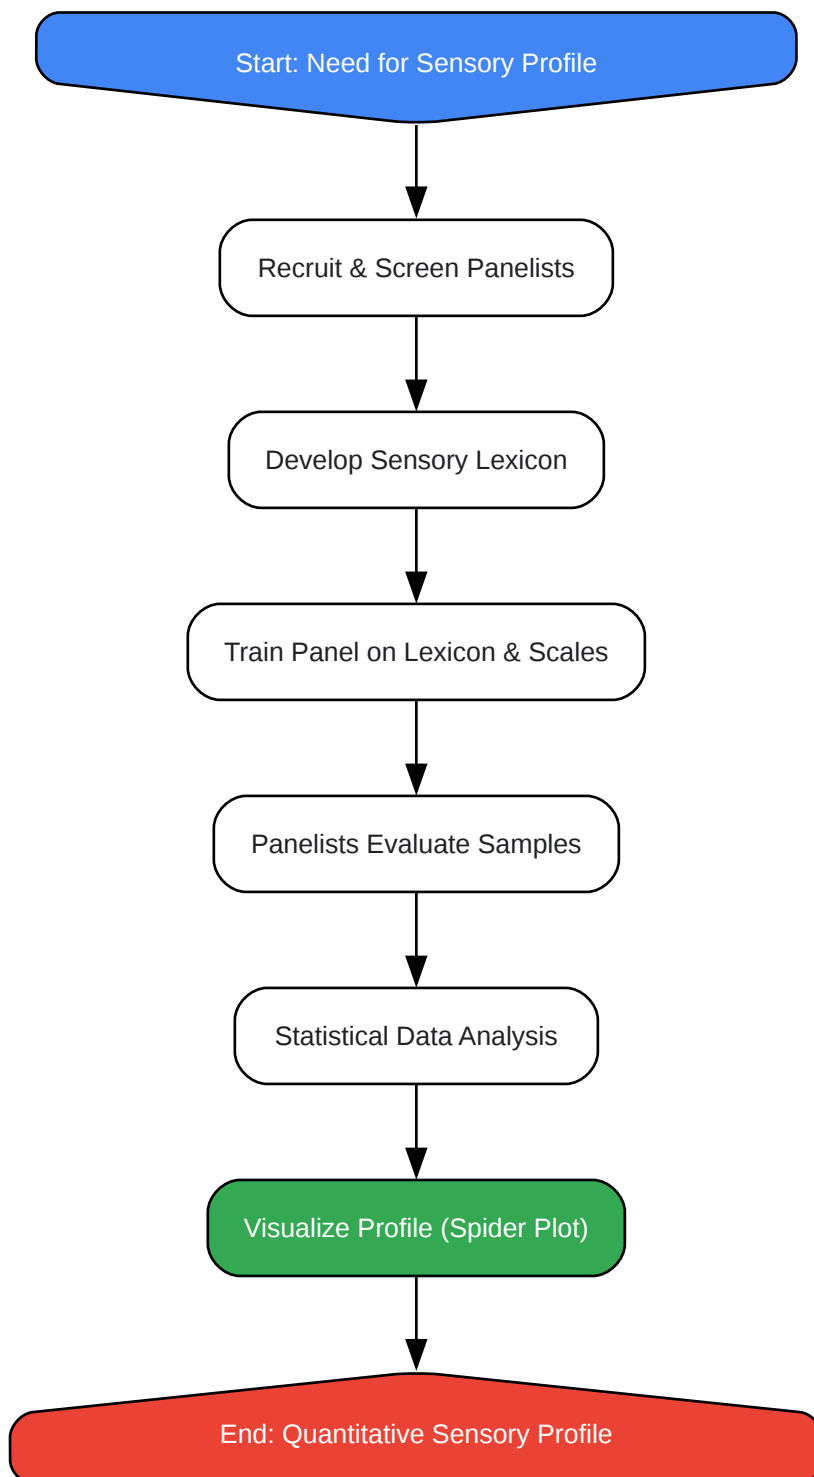 Start: Need for Sensory Profile
Recruit & Screen Panelists
Develop Sensory Lexicon
Train Panel on Lexicon & Scales
Panelists Evaluate Samples
Statistical Data Analysis
Visualize Profile (Spider Plot)
End: Quantitative Sensory Profile